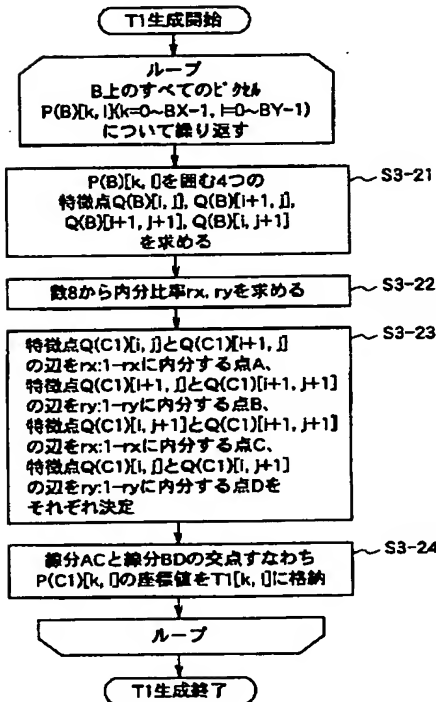 T1生成開始
ループ
B上のすべてのピクセル
P(B)[k, l](k=0~BX-1, l=0~BY-1)
について繰り返す
P(B)[k, l]を囲む4つの
特徴点Q(B)[i, j], Q(B)[i+1, j],
Q(B)[i+1, j+1], Q(B)[i, j+1]
を求める
S3-21
数8から内分比率rx, ryを求める
S3-22
特徴点Q(C1)[i, j]とQ(C1)[i+1, j]
の辺をrx:1-rxに内分する点A、
特徴点Q(C1)[i+1, j]とQ(C1)[i+1, j+1]
の辺をry:1-ryに内分する点B、
特徴点Q(C1)[i, j+1]とQ(C1)[i+1, j+1]
の辺をrx:1-rxに内分する点C、
特徴点Q(C1)[i, j]とQ(C1)[i, j+1]
の辺をry:1-ryに内分する点Dを
それぞれ決定
S3-23
線分ACと線分BDの交点すなわち
P(C1)[k, l]の座標値をT1[k, l]に格納
S3-24
ループ
T1生成終了